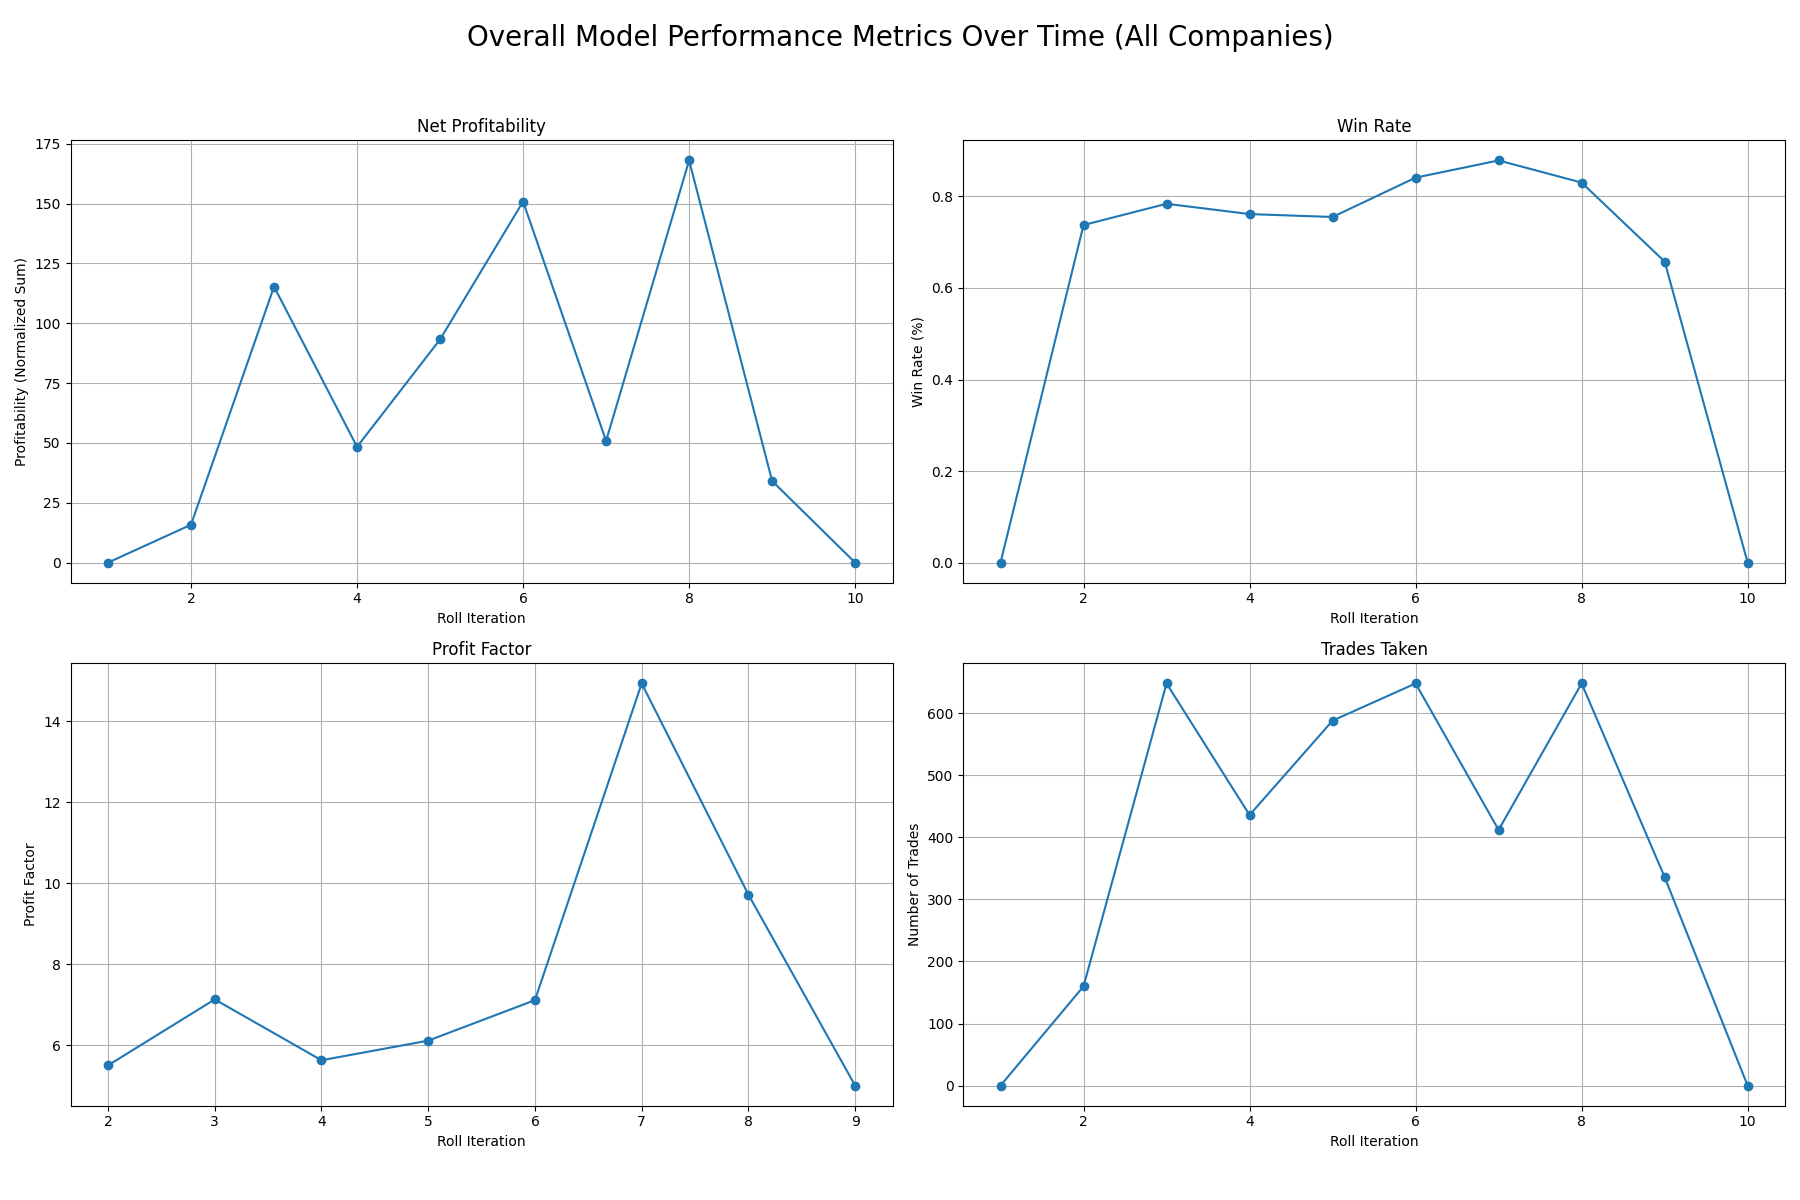 Overall Model Performance Metrics Over Time (All Companies)
Net Profitability
Profitability (Normalized Sum)
175
150
125
100
75
50
25
0
2 4 6 8 10
Roll Iteration
Win Rate
Win Rate (%)
0.8
0.6
0.4
0.2
0.0
2 4 6 8 10
Roll Iteration
Profit Factor
Profit Factor
14
12
10
8
6
2 3 4 5 6 7 8 9
Roll Iteration
Trades Taken
Number of Trades
600
500
400
300
200
100
0
2 4 6 8 10
Roll Iteration